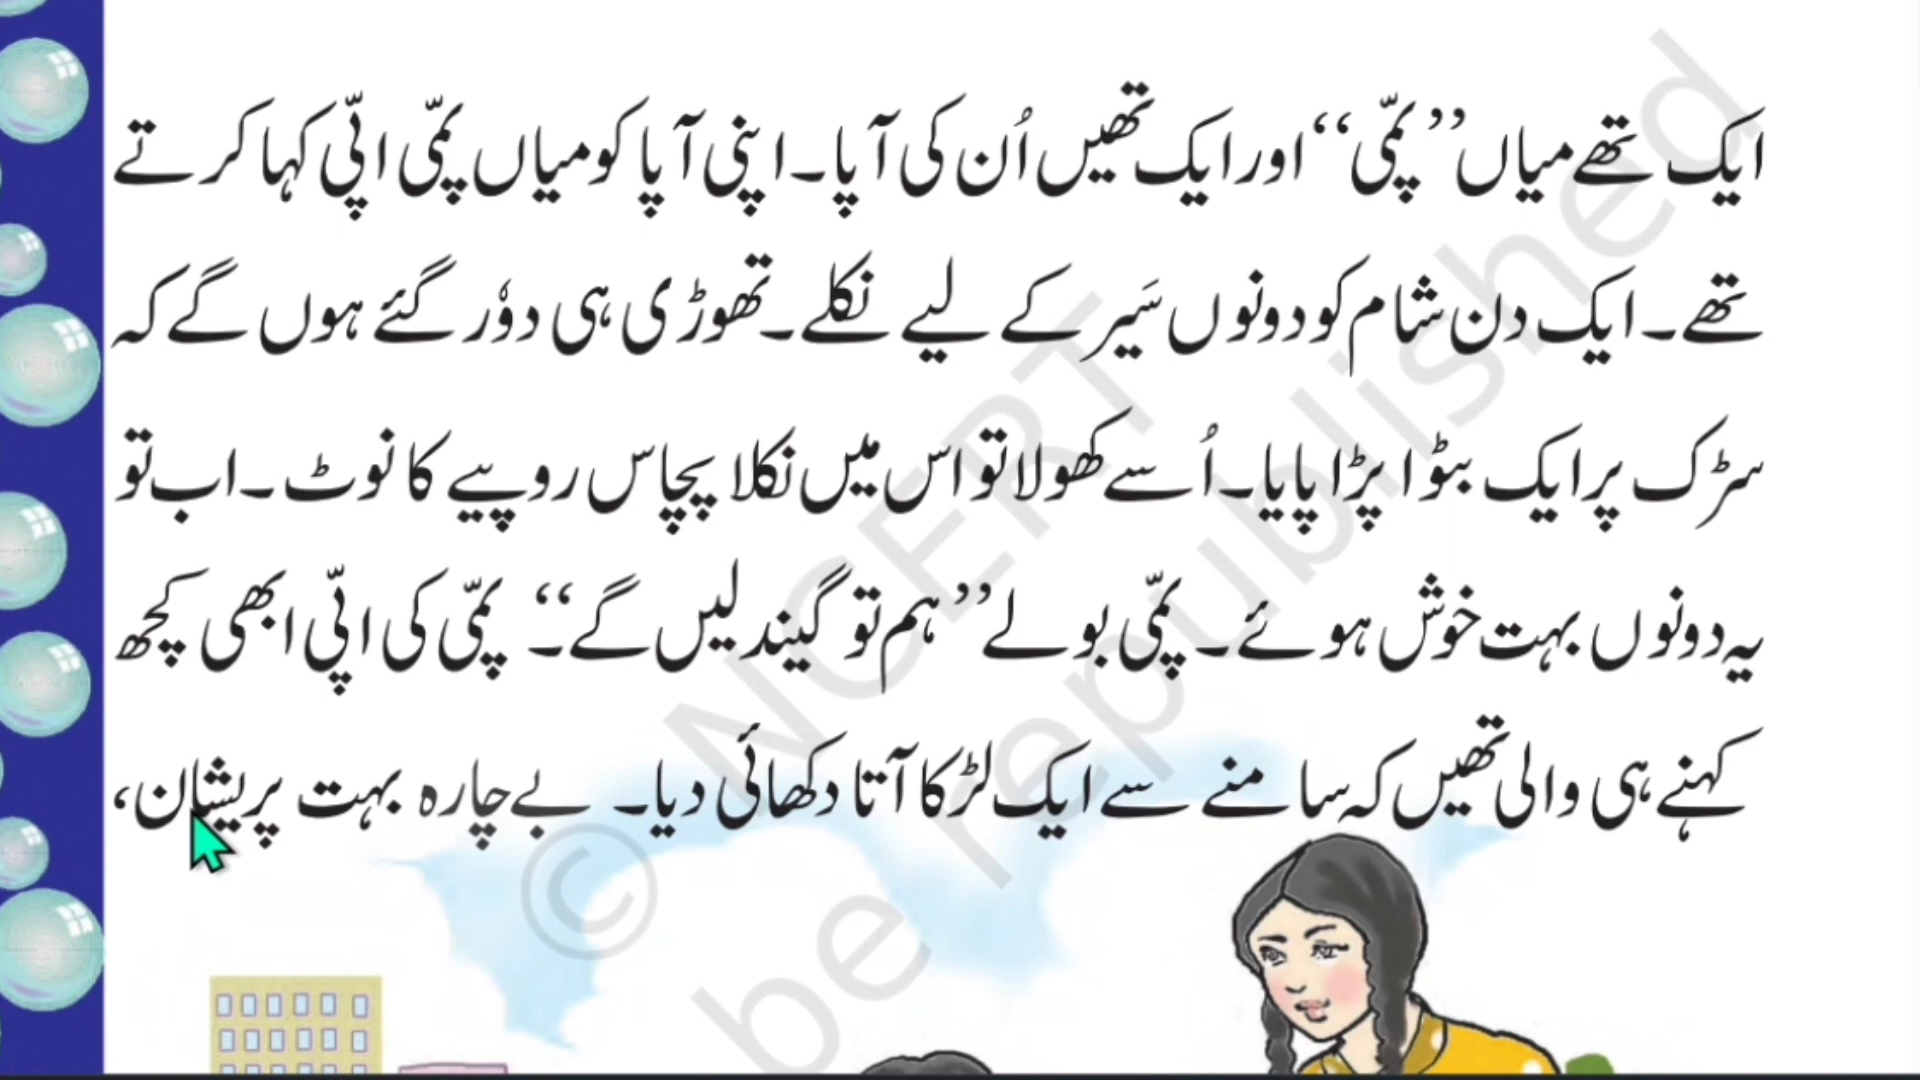 ایک تھے میاں ’’پمّی‘‘ اور ایک تھیں اُن کی آپا۔ اپنی آپا کو میاں پمّی اپّی کہا کرتے
تھے۔ ایک دن شام کو دونوں سَیر کے لیے نکلے۔ تھوڑی ہی دوٗر گئے ہوں گے کہ
سڑک پر ایک بٹوا پڑا پایا۔ اُسے کھولا تو اس میں نکلا پچاس روپیے کا نوٹ۔ اب تو
یہ دونوں بہت خوش ہوئے۔ پمّی بولے ’’ہم تو گیند لیں گے۔‘‘ پمّی کی اپّی ابھی کچھ
کہنے ہی والی تھیں کہ سامنے سے ایک لڑکا آتا دکھائی دیا۔ بے چارہ بہت پریشان،
© NCERT
be republished